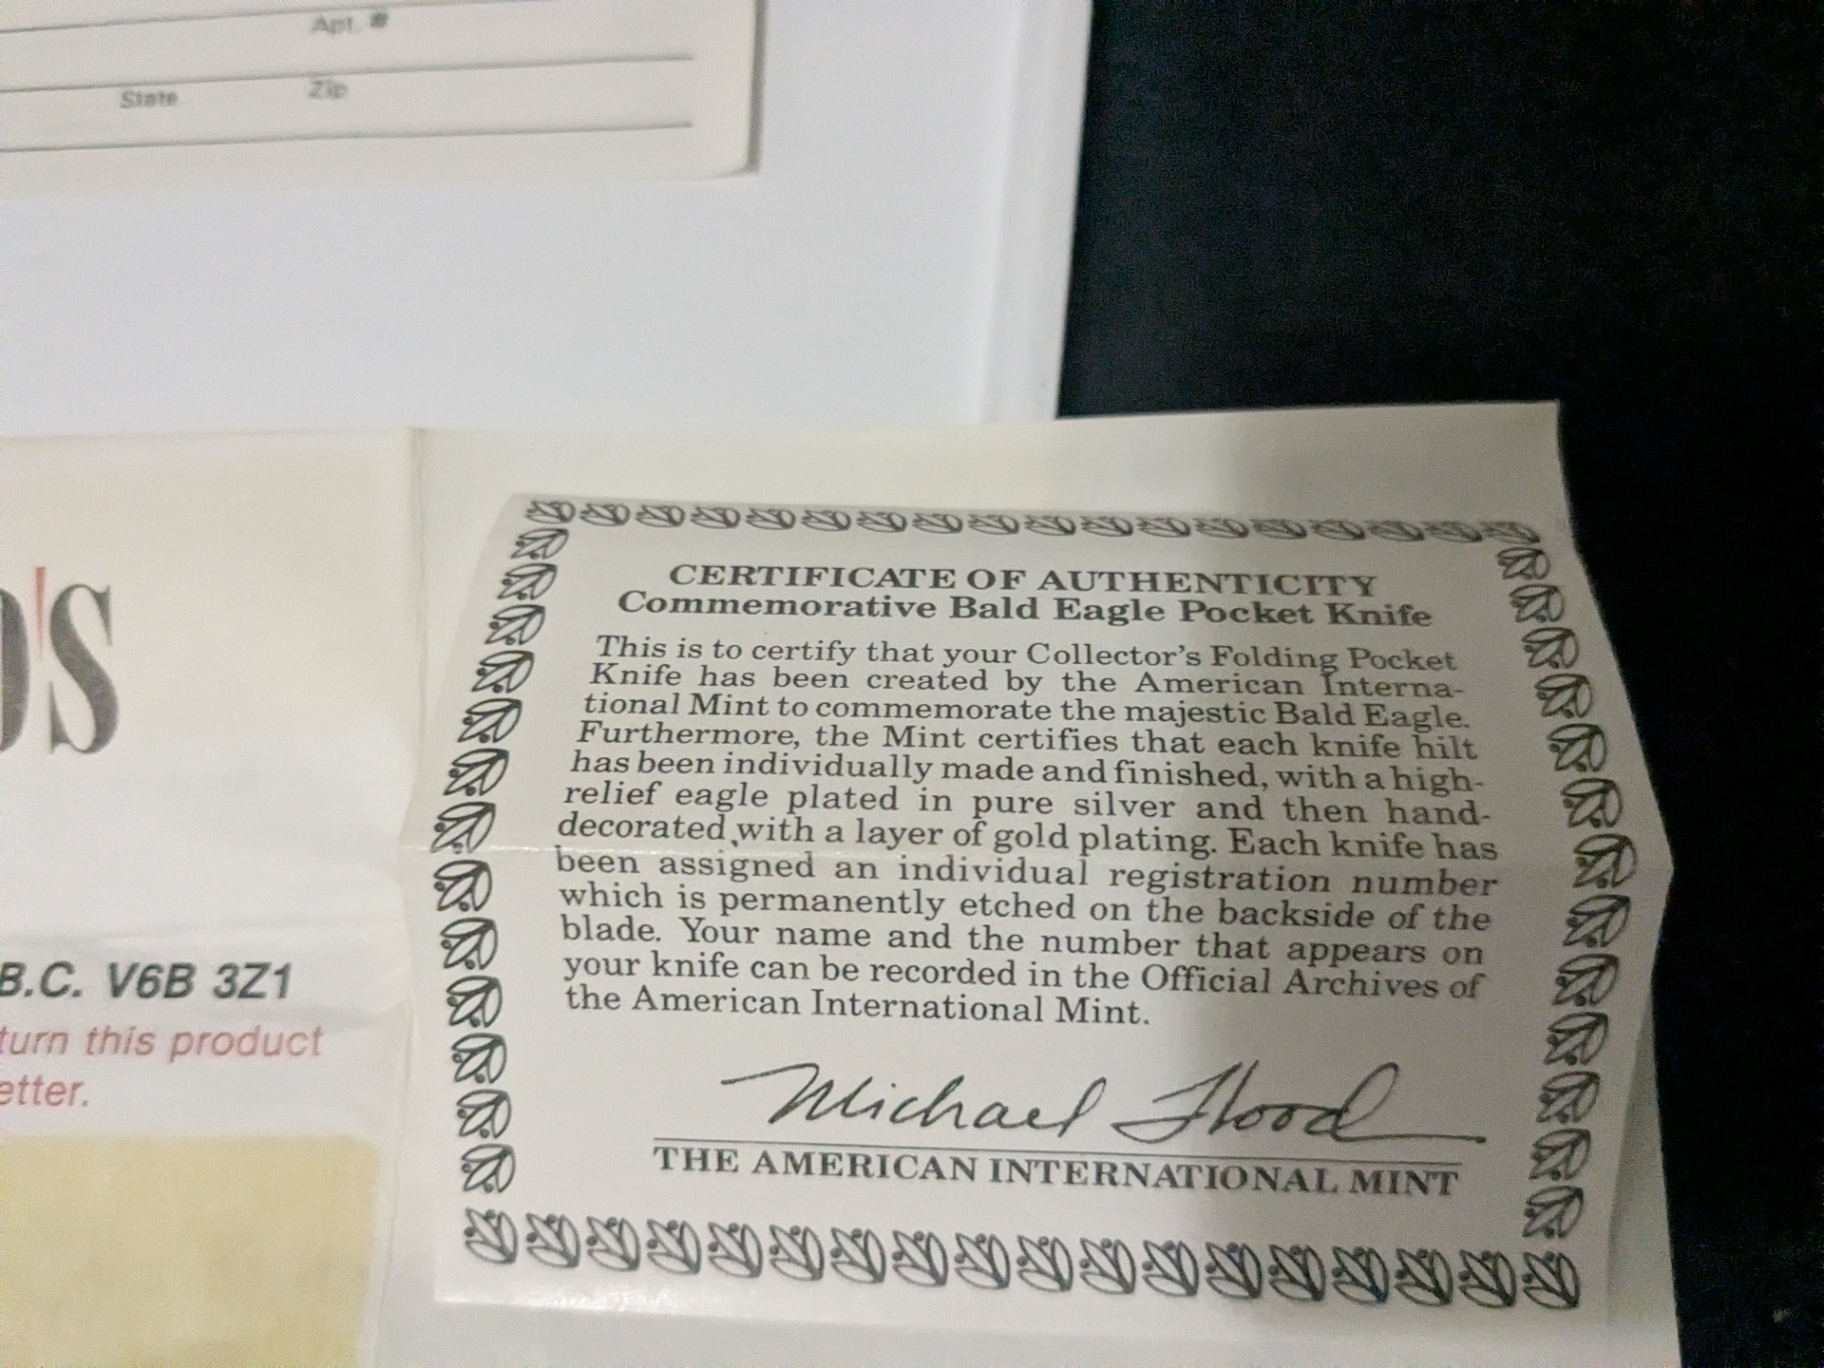 Apt. #
State Zip
'S
B.C. V6B 3Z1
turn this product
etter.
CERTIFICATE OF AUTHENTICITY
Commemorative Bald Eagle Pocket Knife
This is to certify that your Collector's Folding Pocket
Knife has been created by the American Interna-
tional Mint to commemorate the majestic Bald Eagle.
Furthermore, the Mint certifies that each knife hilt
has been individually made and finished, with a high-
relief eagle plated in pure silver and then hand-
decorated with a layer of gold plating. Each knife has
been assigned an individual registration number
which is permanently etched on the backside of the
blade. Your name and the number that appears on
your knife can be recorded in the Official Archives of
the American International Mint.
Michael Flood
THE AMERICAN INTERNATIONAL MINT